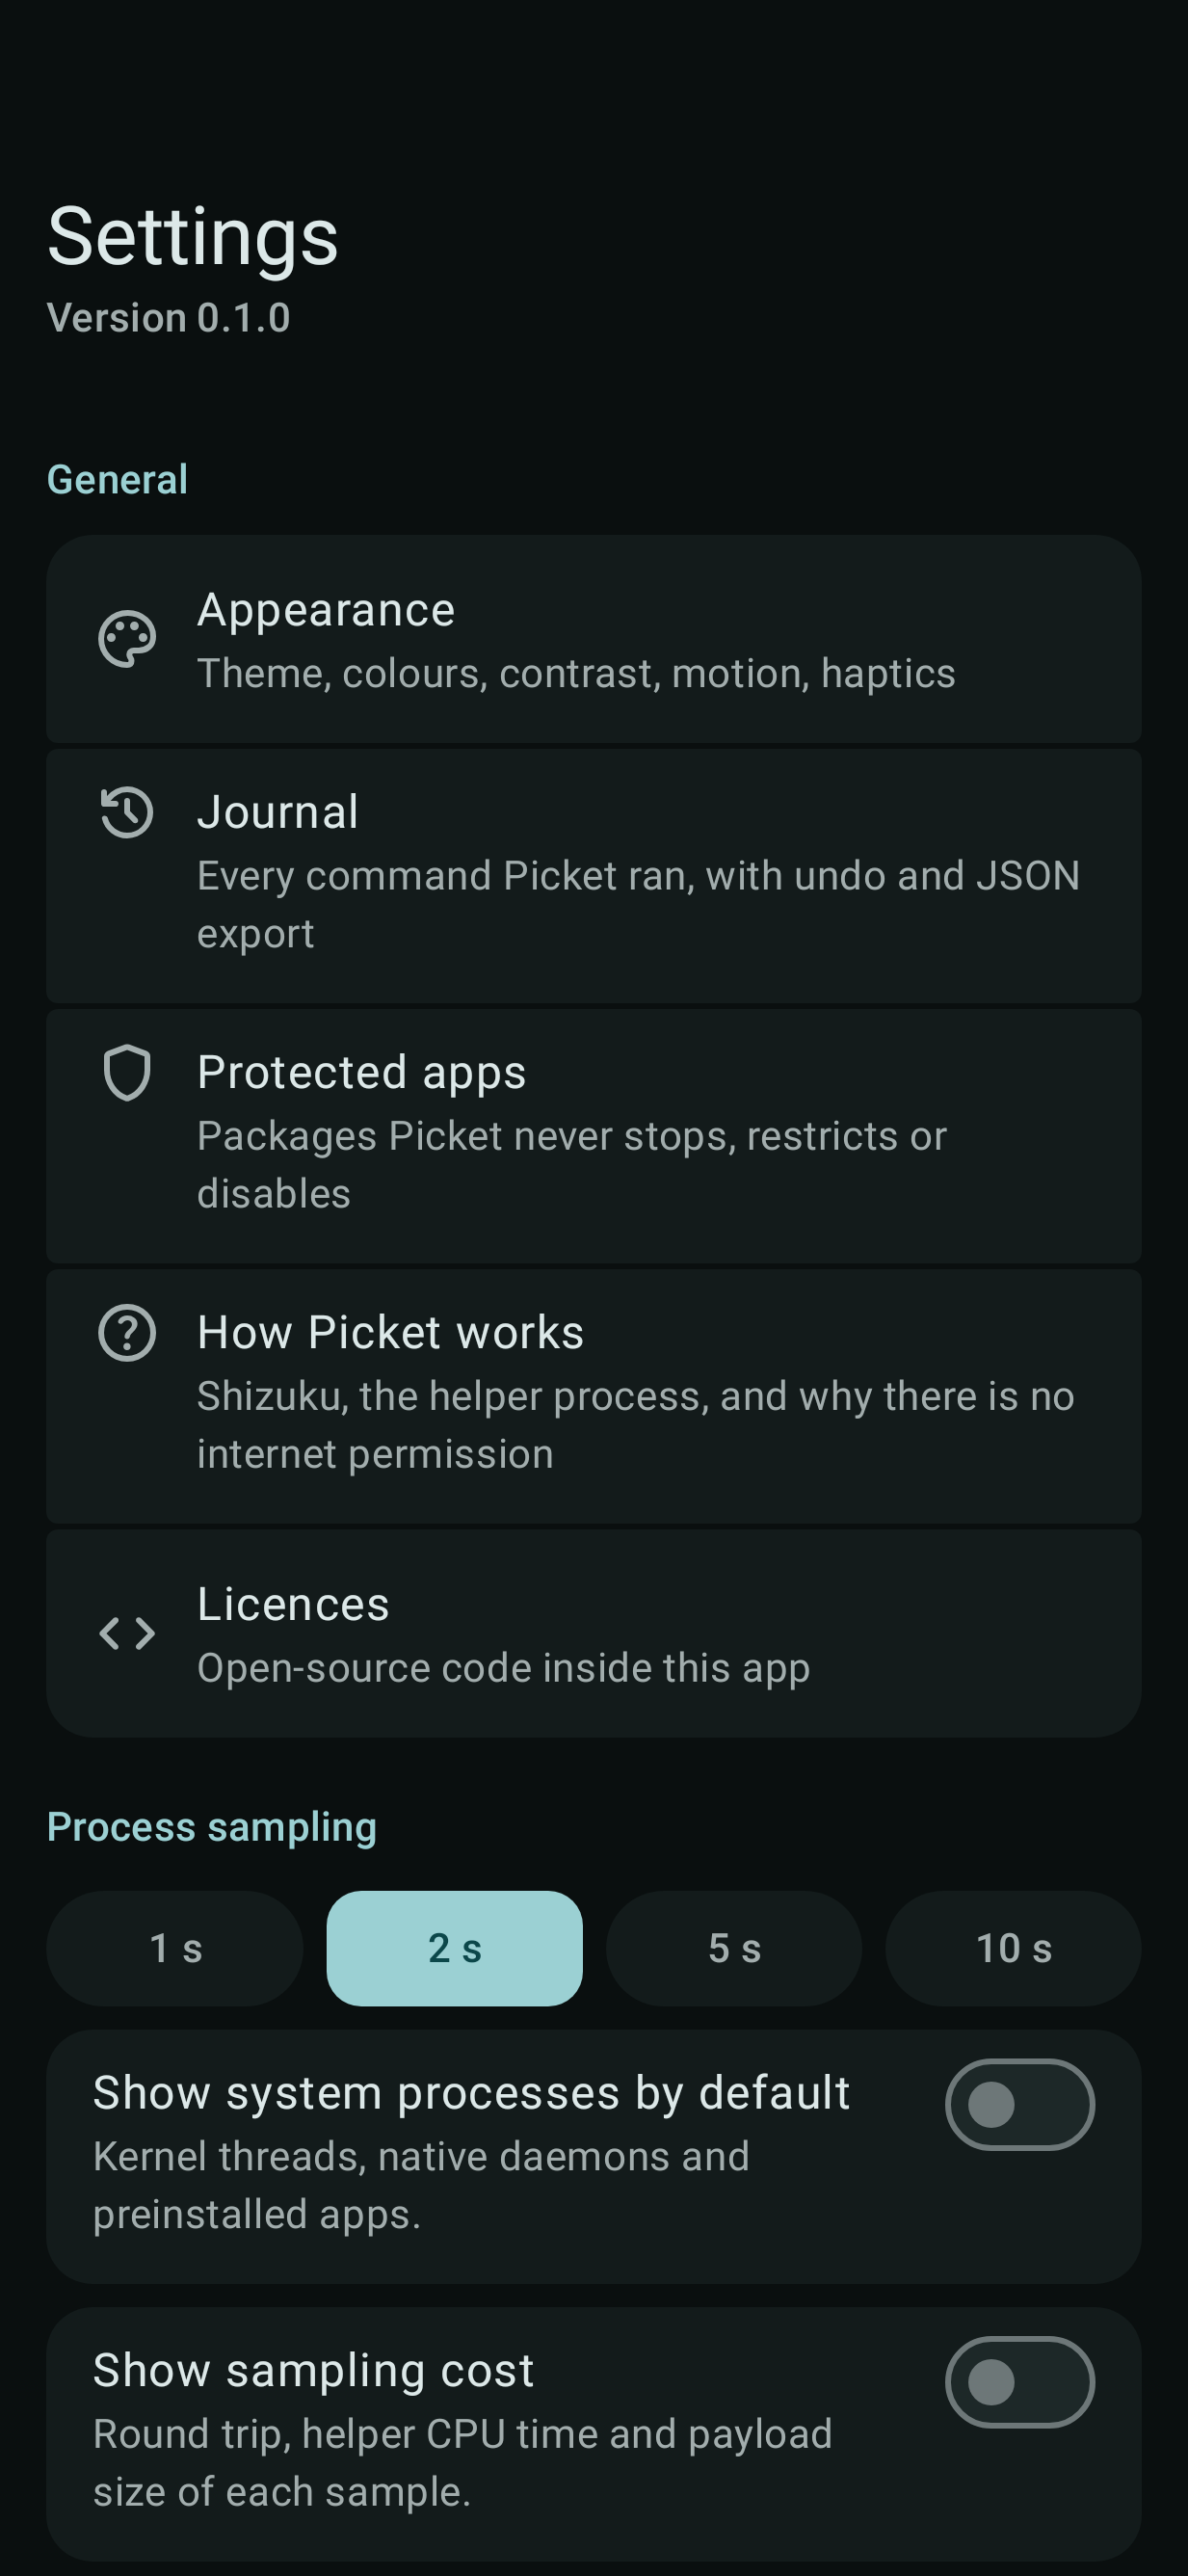 Settings
Version 0.1.0
General
Appearance
Theme, colours, contrast, motion, haptics
Journal
Every command Picket ran, with undo and JSON
export
Protected apps
Packages Picket never stops, restricts or
disables
How Picket works
Shizuku, the helper process, and why there is no
internet permission
Licences
Open-source code inside this app
Process sampling
1 s
2 s
5 s
10 s
Show system processes by default
Kernel threads, native daemons and
preinstalled apps.
Show sampling cost
Round trip, helper CPU time and payload
size of each sample.